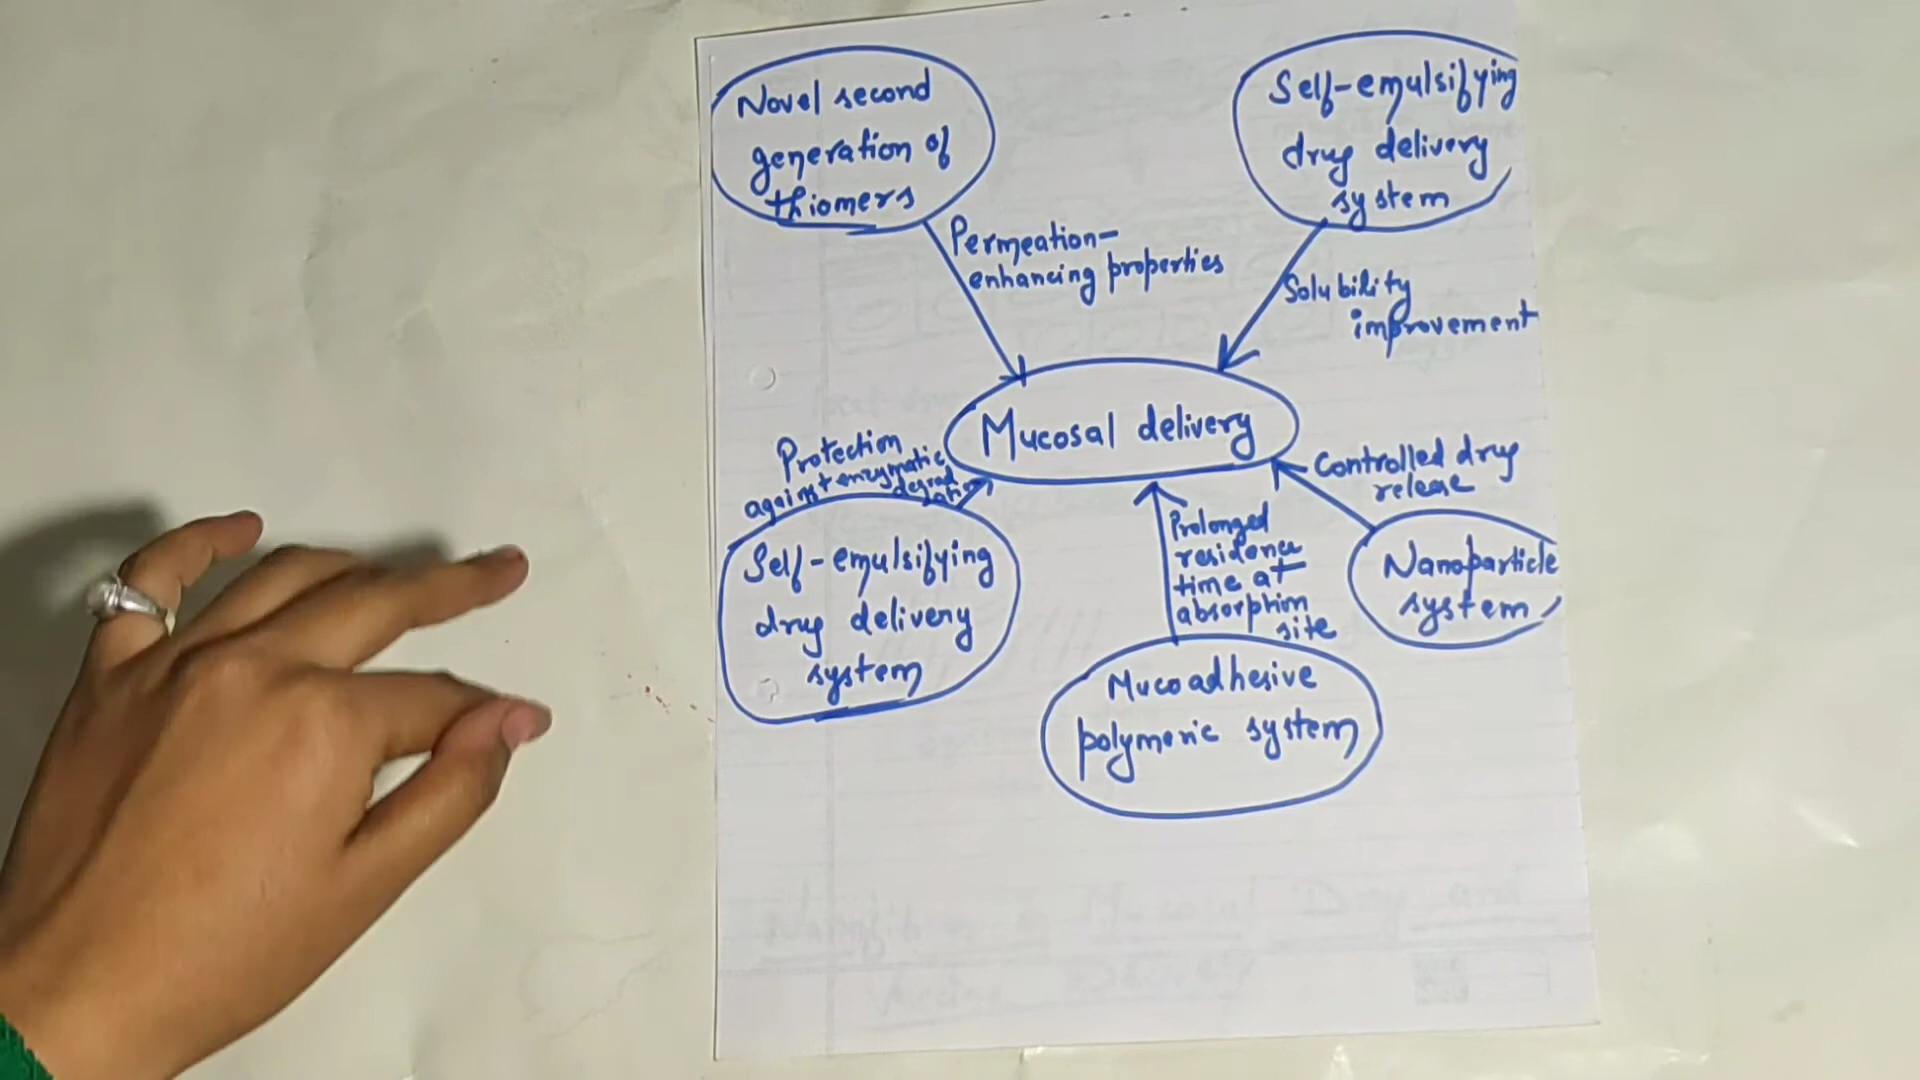 Novel second
generation of
thiomers
Self-emulsifying
drug delivery
system
Permeation-
enhancing properties
Solubility
improvement
Mucosal delivery
Protection
against enzymatic
degrad
ation
Controlled drug
release
Prolonged
residence
time at
absorption
site
Self-emulsifying
drug delivery
system
Nanoparticle
system
Mucoadhesive
polymeric system